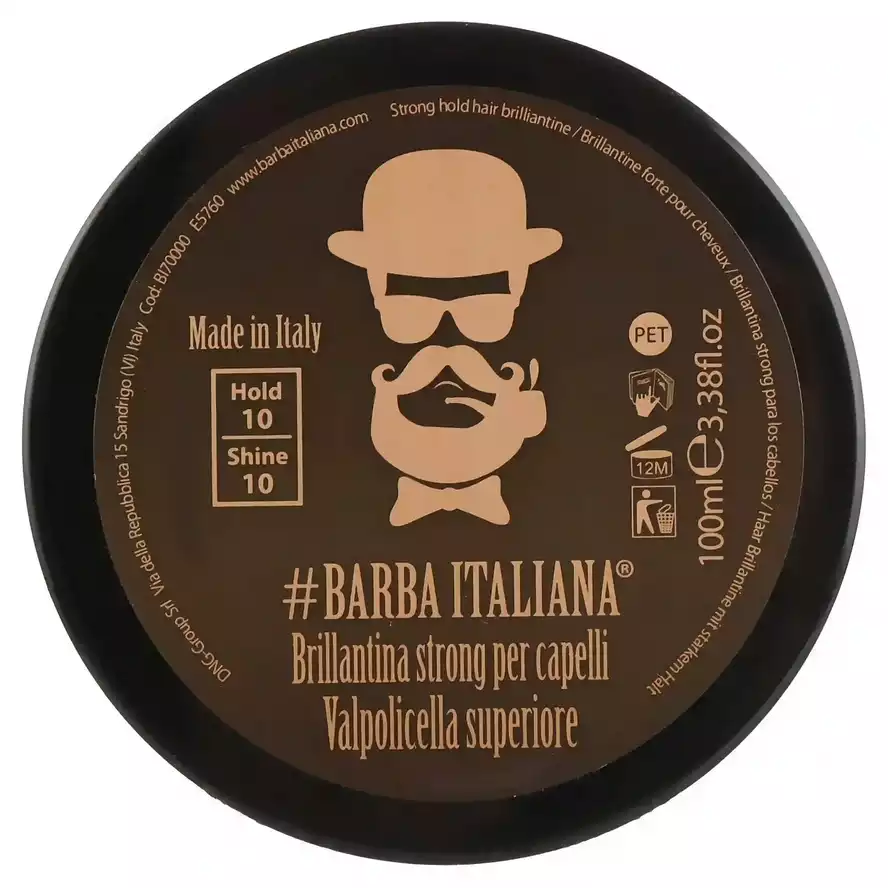 DNG-Group Srl Via della Repubblica 15 Sandrigo (VI) Italy Cod: BI70000 E5760 www.barbaitaliana.com
Strong hold hair brilliantine / Brillantine forte pour cheveux / Brillantina strong para los cabellos / Haar Brillantine mit starkem Halt
Made in Italy
Hold
10
Shine
10
PET
12M
100ml e 3,38fl.oz
#BARBA ITALIANA®
Brillantina strong per capelli
Valpolicella superiore